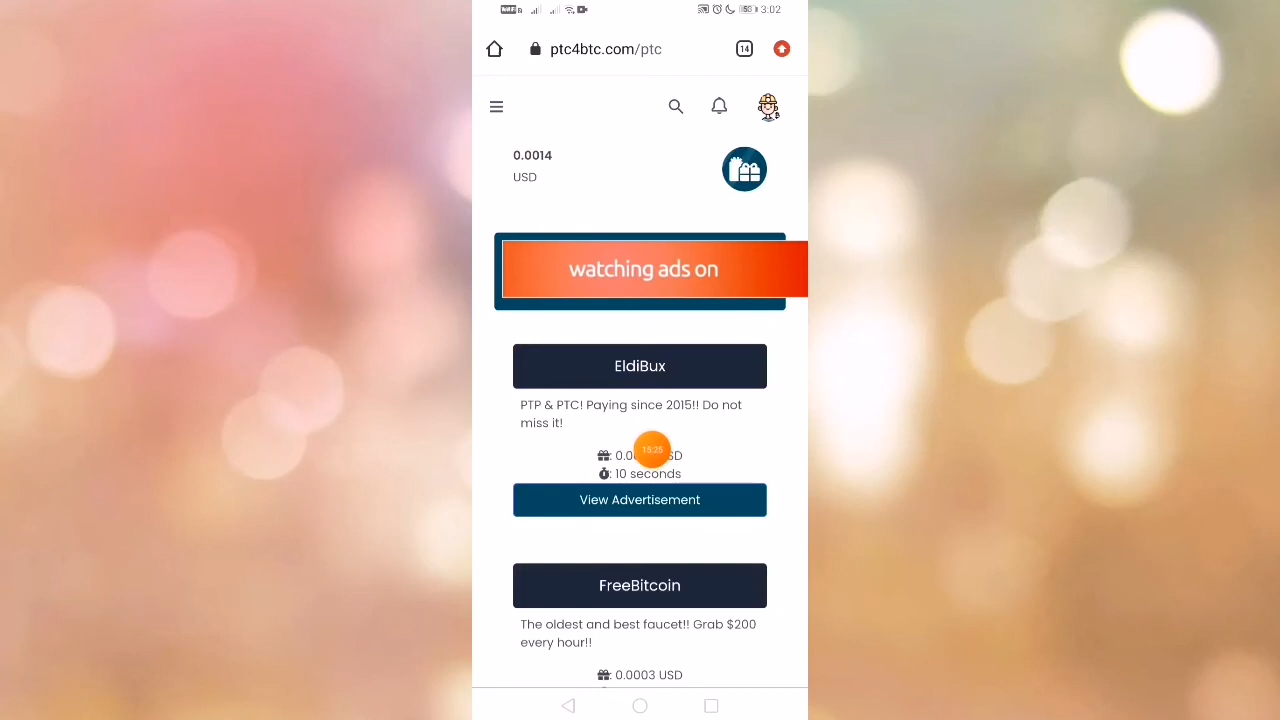 3:02
ptc4btc.com/ptc
14
0.0014
USD
watching ads on
EldiBux
PTP & PTC! Paying since 2015!! Do not
miss it!
15:25
10 seconds
View Advertisement
FreeBitcoin
The oldest and best faucet!! Grab $200
every hour!!
: 0.0003 USD